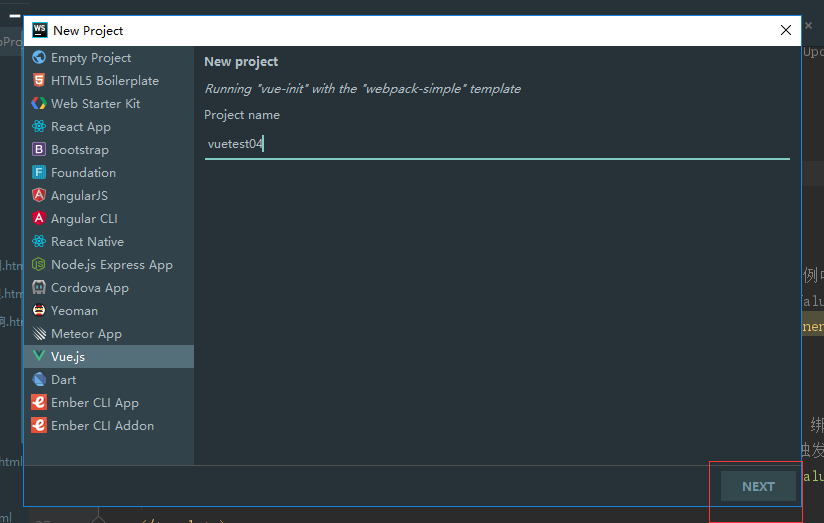 New Project
Empty Project
HTML5 Boilerplate
Web Starter Kit
React App
Bootstrap
Foundation
AngularJS
Angular CLI
React Native
Node.js Express App
Cordova App
Yeoman
Meteor App
Vue.js
Dart
Ember CLI App
Ember CLI Addon
New project
Running "vue-init" with the "webpack-simple" template
Project name
vuetest04
NEXT